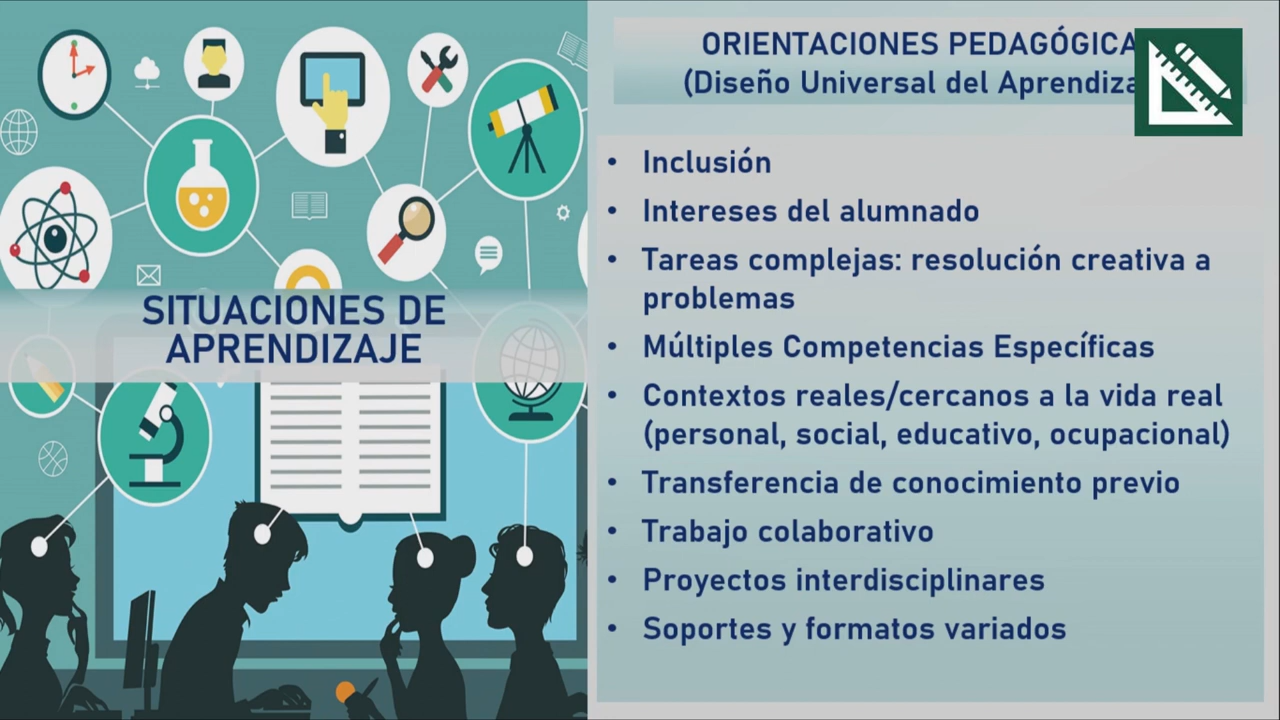 SITUACIONES DE
APRENDIZAJE
ORIENTACIONES PEDAGÓGICA
(Diseño Universal del Aprendiza
• Inclusión
• Intereses del alumnado
• Tareas complejas: resolución creativa a
problemas
• Múltiples Competencias Específicas
• Contextos reales/cercanos a la vida real
(personal, social, educativo, ocupacional)
• Transferencia de conocimiento previo
• Trabajo colaborativo
• Proyectos interdisciplinares
• Soportes y formatos variados